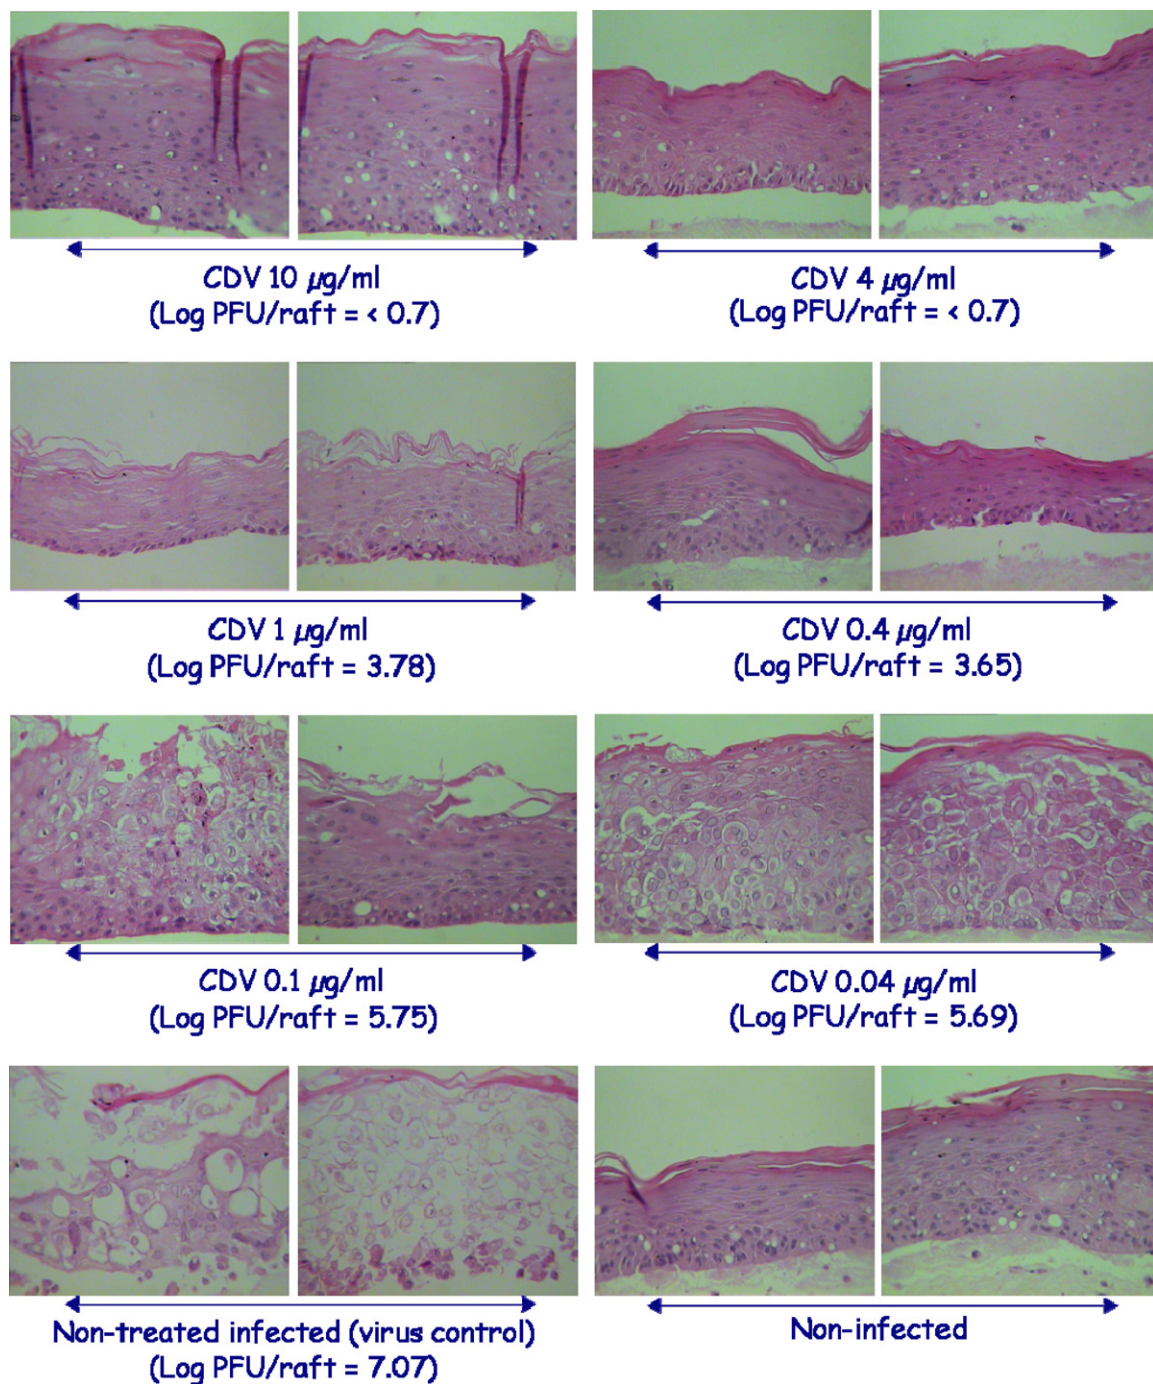 CDV 10 µg/ml
(Log PFU/raft = < 0.7)
CDV 4 µg/ml
(Log PFU/raft = < 0.7)
CDV 1 µg/ml
(Log PFU/raft = 3.78)
CDV 0.4 µg/ml
(Log PFU/raft = 3.65)
CDV 0.1 µg/ml
(Log PFU/raft = 5.75)
CDV 0.04 µg/ml
(Log PFU/raft = 5.69)
Non-treated infected (virus control)
(Log PFU/raft = 7.07)
Non-infected